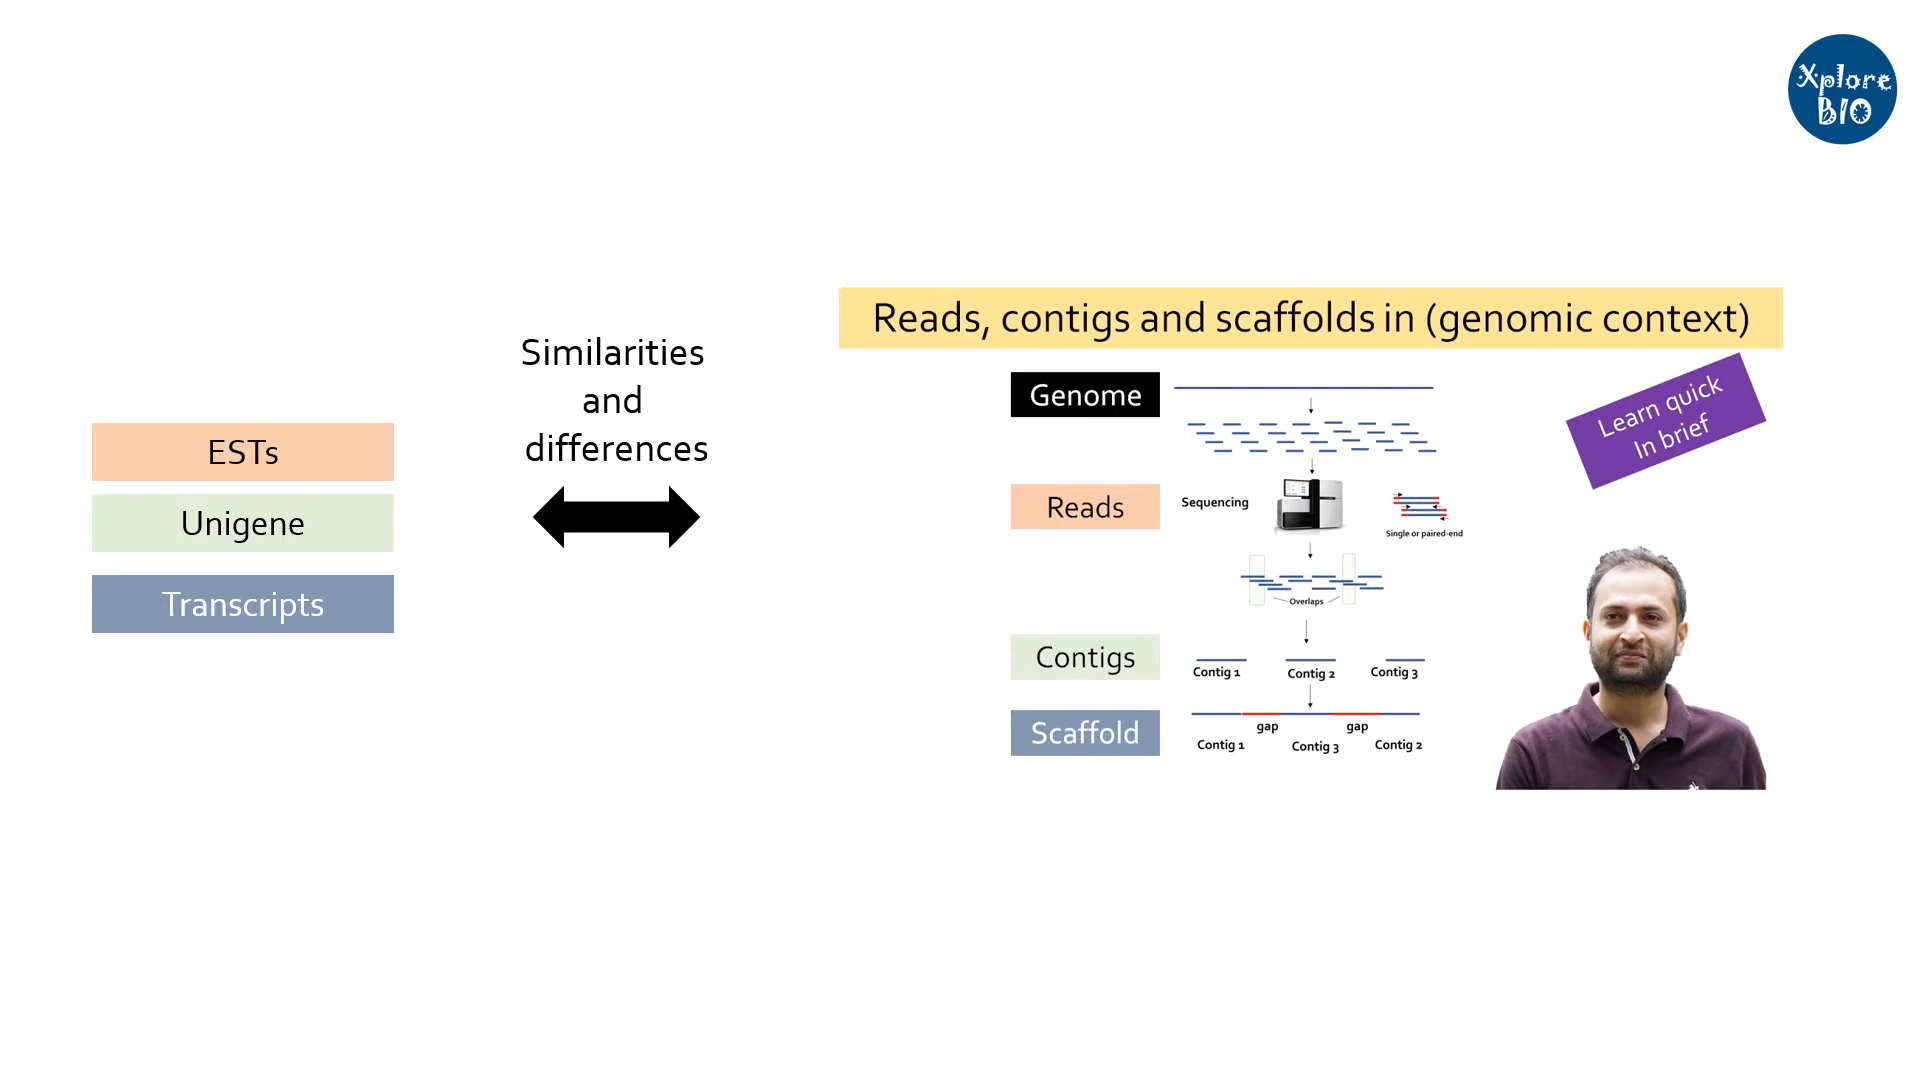 Xplore
BIO
Reads, contigs and scaffolds in (genomic context)
Similarities
and
differences
ESTs
Unigene
Transcripts
Genome
Learn quick
In brief
Reads
Sequencing
Single or paired-end
Overlaps
Contigs
Contig 1
Contig 2
Contig 3
Scaffold
gap
gap
Contig 1
Contig 3
Contig 2